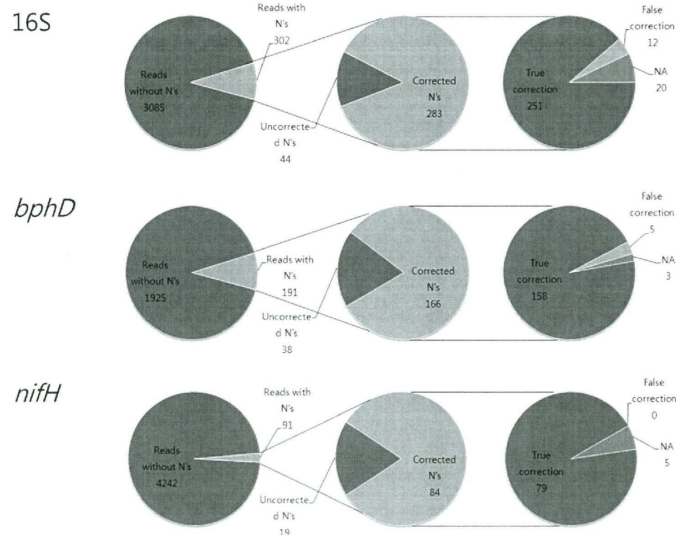 16S
Reads
without N's
3085
Reads with
N's
302
Uncorrecte
d N's
44
Corrected
N's
283
True
correction
251
False
correction
12
NA
20
bphD
Reads
without N's
1925
Reads with
N's
191
Uncorrecte
d N's
38
Corrected
N's
166
True
correction
158
False
correction
5
NA
3
nifH
Reads
without N's
4242
Reads with
N's
91
Uncorrecte
d N's
19
Corrected
N's
84
True
correction
79
False
correction
0
NA
5